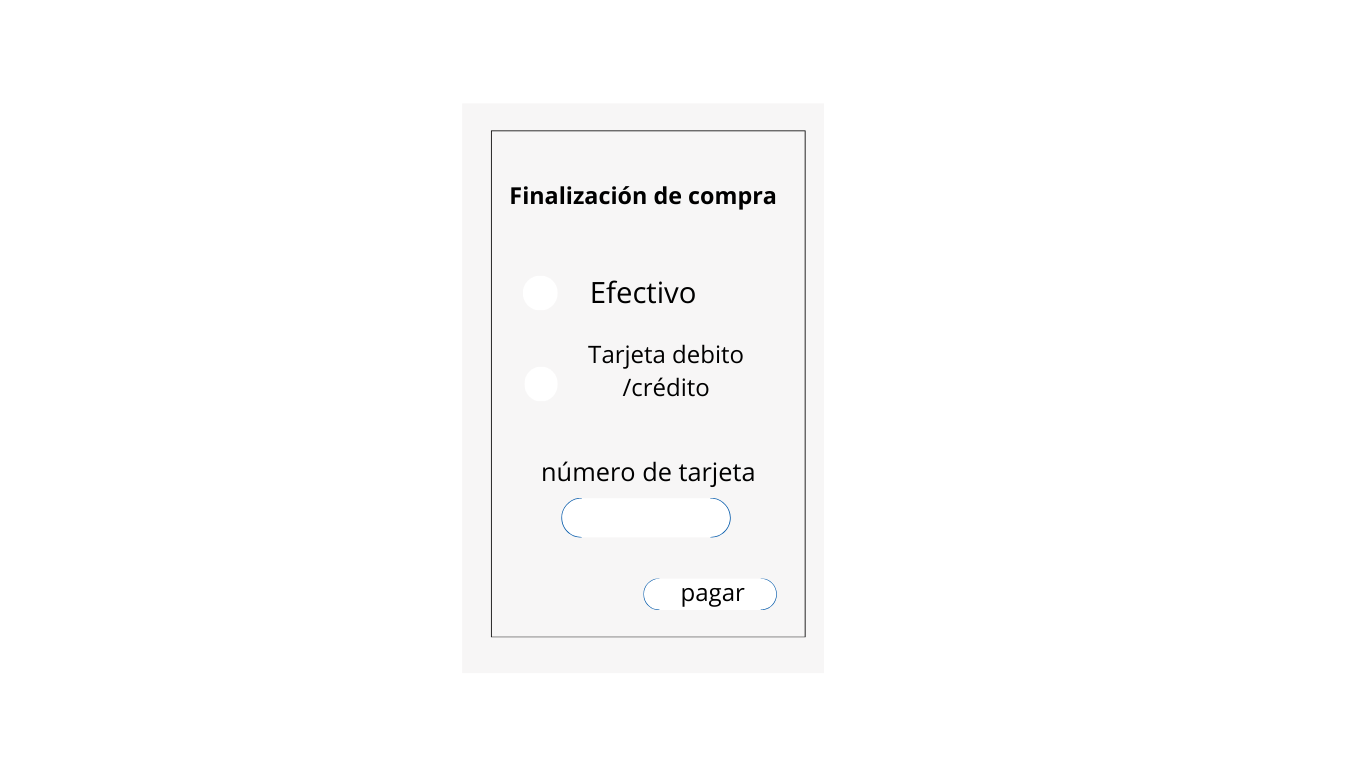 Finalización de compra
Efectivo
Tarjeta debito
/crédito
número de tarjeta
pagar